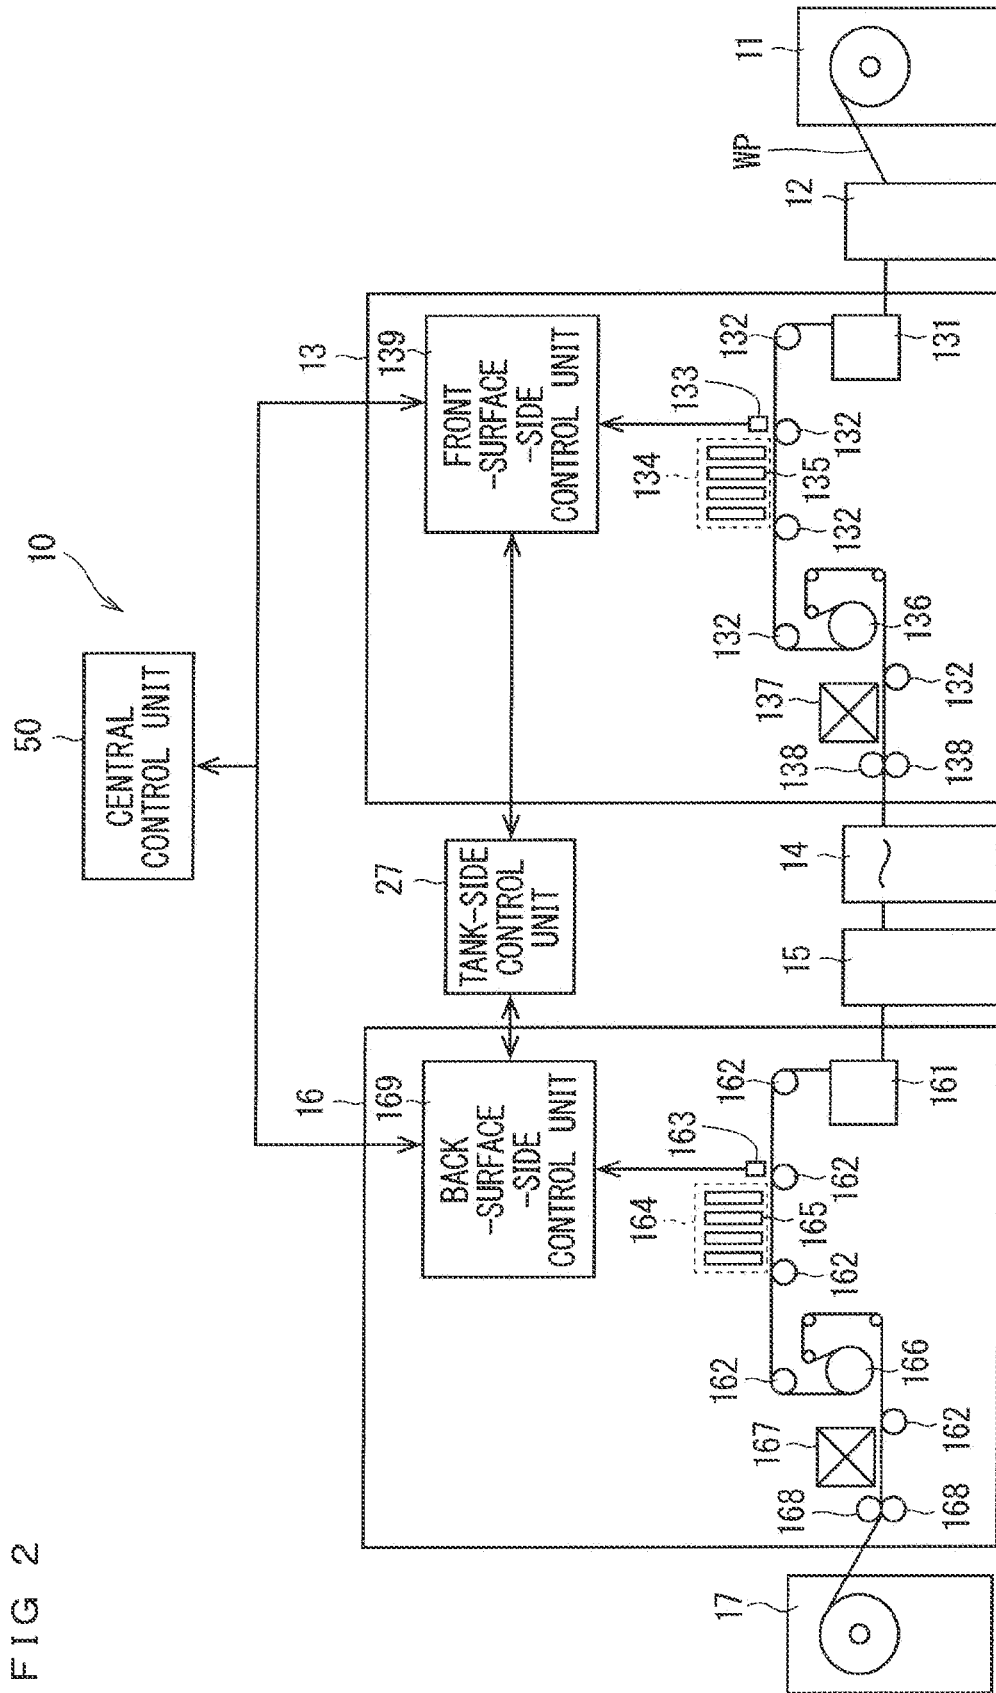 FIG 2
10
50
CENTRAL
CONTROL UNIT
16
169
BACK
-SURFACE
-SIDE
CONTROL UNIT
27
TANK-SIDE
CONTROL
UNIT
13
139
FRONT
-SURFACE
-SIDE
CONTROL UNIT
17
168
168
167
162
166
162
162
164
165
163
162
162
161
15
14
138
138
137
132
136
132
132
134
135
133
132
132
131
12
WP
11